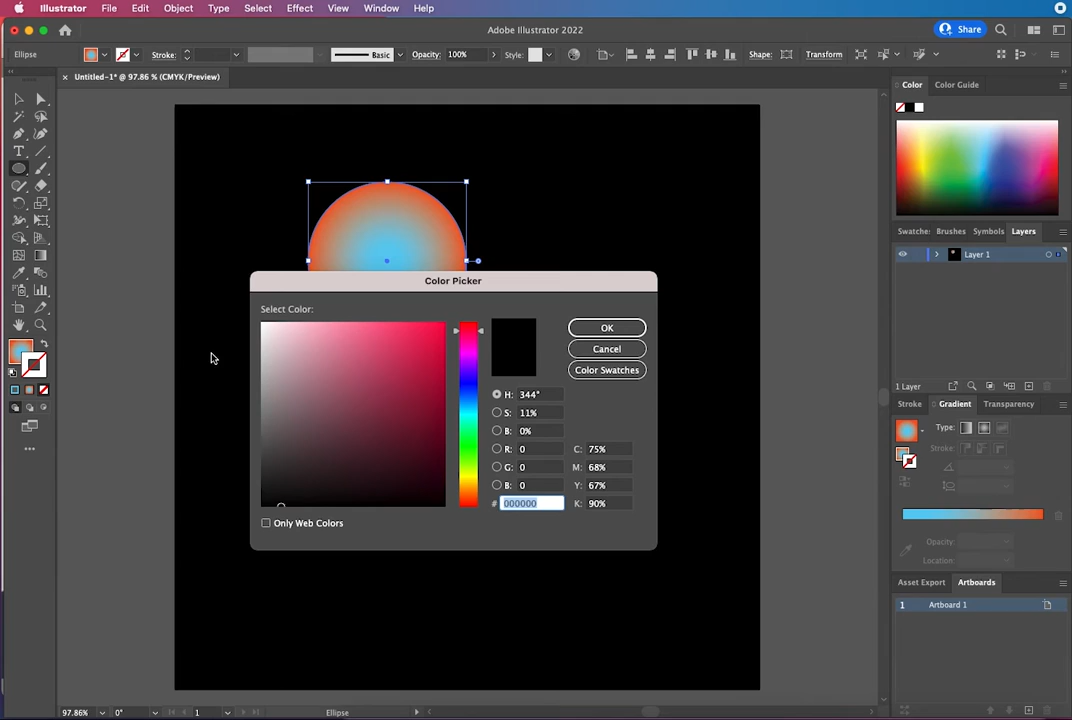 Illustrator File Edit Object Type Select Effect View Window Help
Adobe Illustrator 2022
Share
Ellipse Stroke: Basic Opacity: 100% Style: Shape: Transform
× Untitled-1* @ 97.86 % (CMYK/Preview)
Color Color Guide
Swatche: Brushes Symbols Layers
Layer 1
Color Picker
Select Color:
OK
Cancel
Color Swatches
H: 344°
S: 11%
B: 0%
R: 0 C: 75%
G: 0 M: 68%
B: 0 Y: 67%
# 000000 K: 90%
Only Web Colors
1 Layer
Stroke Gradient Transparency
Type:
Stroke:
Opacity:
Location:
Asset Export Artboards
1 Artboard 1
97.86% 0° 1 Ellipse